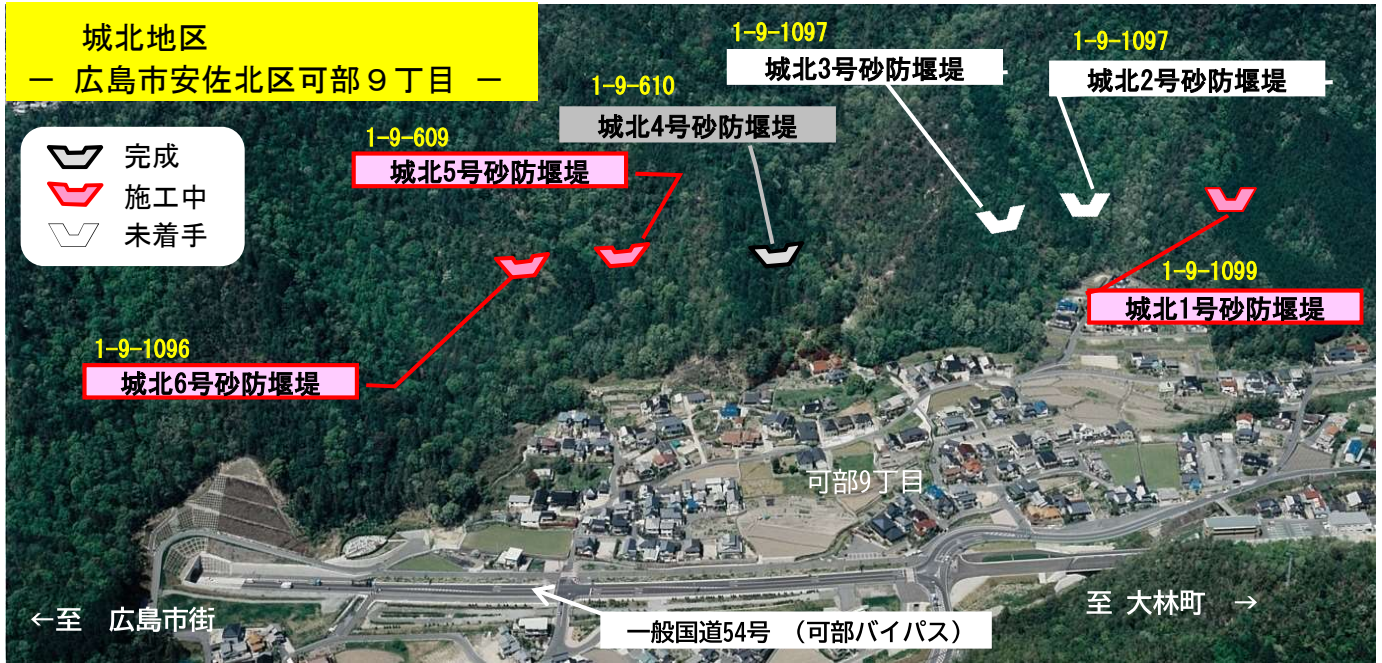 城北地区
― 広島市安佐北区可部９丁目 ―
完成
施工中
未着手
1-9-1097
城北3号砂防堰堤
1-9-1097
城北2号砂防堰堤
1-9-610
城北4号砂防堰堤
1-9-609
城北5号砂防堰堤
1-9-1099
城北1号砂防堰堤
1-9-1096
城北6号砂防堰堤
可部9丁目
←至 広島市街
一般国道54号 （可部バイパス）
至 大林町 →